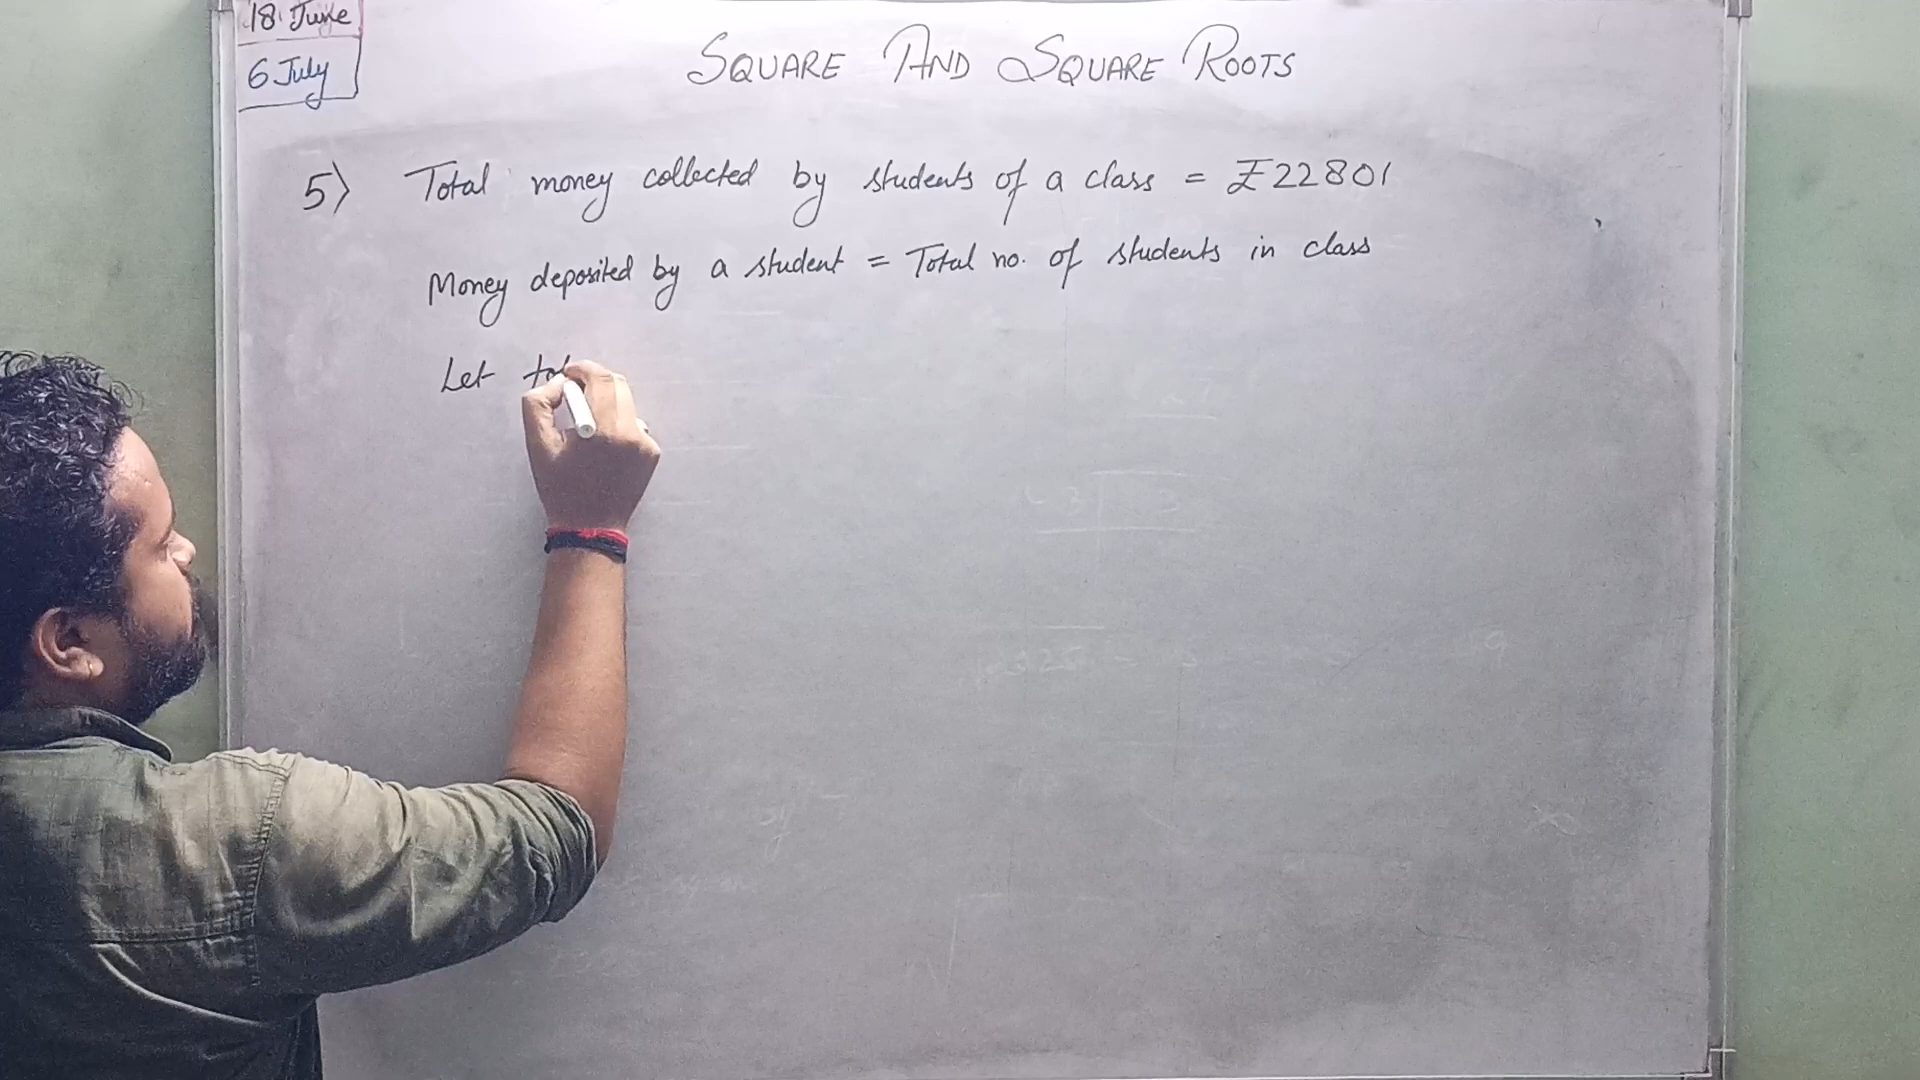 18 June
6 July
SQUARE AND SQUARE ROOTS
5) Total money collected by students of a class = ₹22801
Money deposited by a student = Total no. of students in class
Let